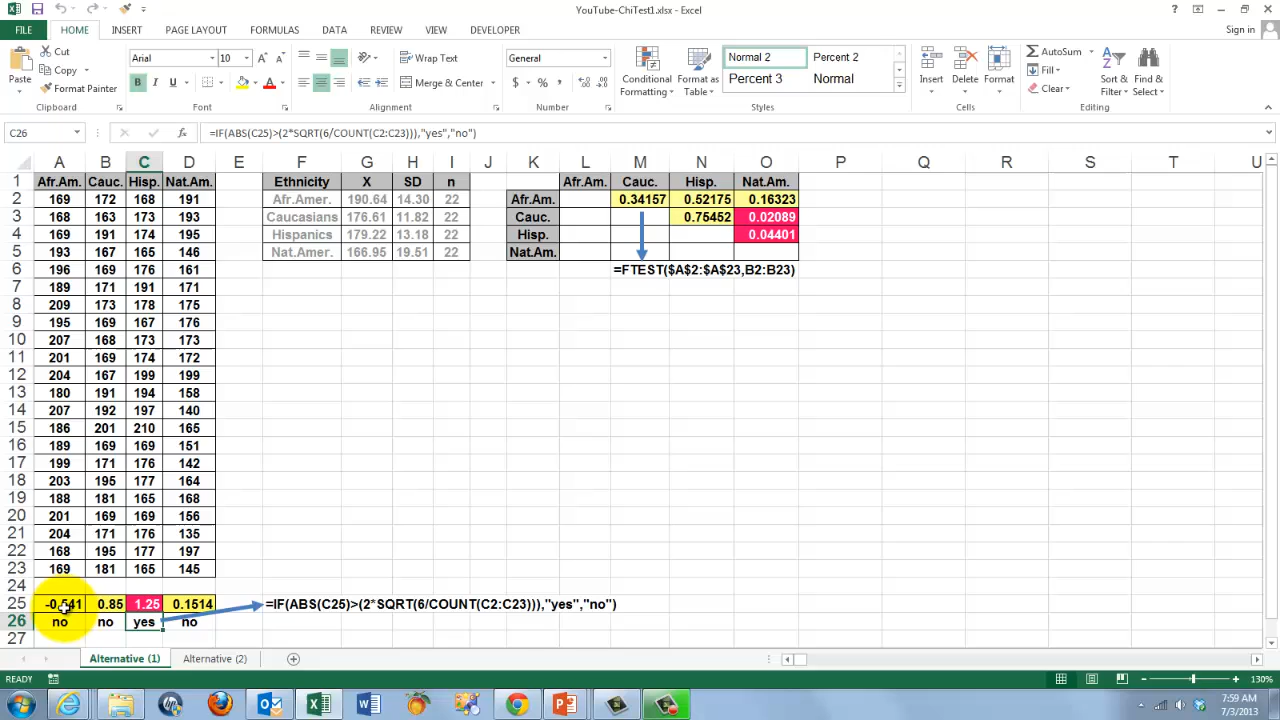 YouTube-ChiTest1.xlsx - Excel
FILE HOME INSERT PAGE LAYOUT FORMULAS DATA REVIEW VIEW DEVELOPER Sign in
Paste Cut Copy Format Painter Clipboard
Arial 10 B I U A Font
Wrap Text Merge & Center Alignment
General $ % , Number
Conditional Formatting Format as Table Normal 2 Percent 2 Percent 3 Normal Styles
Insert Delete Format Cells
AutoSum Fill Clear Sort & Filter Find & Select Editing
C26 fx =IF(ABS(C25)>(2*SQRT(6/COUNT(C2:C23))),"yes","no")
A B C D E F G H I J K L M N O P Q R S T U
1 Afr.Am. Cauc. Hisp. Nat.Am. Ethnicity X SD n Afr.Am. Cauc. Hisp. Nat.Am.
2 169 172 168 191 Afr.Amer. 190.64 14.30 22 Afr.Am. 0.34157 0.52175 0.16323
3 168 163 173 193 Caucasians 176.61 11.82 22 Cauc. 0.75452 0.02089
4 169 191 174 195 Hispanics 179.22 13.18 22 Hisp. 0.04401
5 193 167 165 146 Nat.Amer. 166.95 19.51 22 Nat.Am.
6 196 169 176 161 =FTEST($A$2:$A$23,B2:B23)
7 189 171 191 171
8 209 173 178 175
9 195 169 167 176
10 207 168 173 173
11 201 169 174 172
12 204 167 199 199
13 180 191 194 158
14 207 192 197 140
15 186 201 210 165
16 189 169 169 151
17 199 171 176 142
18 203 195 177 164
19 188 181 165 168
20 201 169 169 156
21 204 171 176 135
22 168 195 177 197
23 169 181 165 145
24
25 -0.541 0.85 1.25 0.1514 =IF(ABS(C25)>(2*SQRT(6/COUNT(C2:C23))),"yes","no")
26 no no yes no
27
Alternative (1) Alternative (2)
READY 130%
7:59 AM
7/3/2013